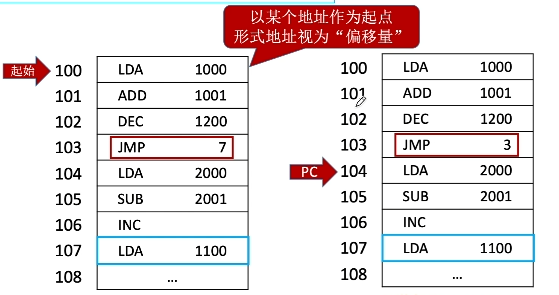 以某个地址作为起点
形式地址视为“偏移量”
起始
100 LDA 1000
101 ADD 1001
102 DEC 1200
103 JMP 7
104 LDA 2000
105 SUB 2001
106 INC
107 LDA 1100
108 ...
PC
100 LDA 1000
101 ADD 1001
102 DEC 1200
103 JMP 3
104 LDA 2000
105 SUB 2001
106 INC
107 LDA 1100
108 ...